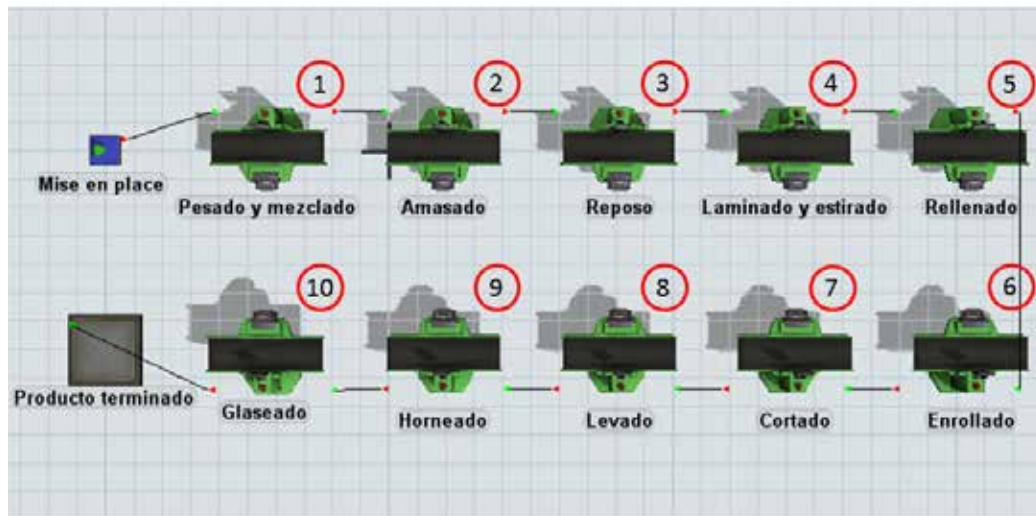 1
2
3
4
5
Mise en place
Pesado y mezclado
Amasado
Reposo
Laminado y estirado
Rellenado
10
9
8
7
6
Producto terminado
Glaseado
Horneado
Levado
Cortado
Enrollado